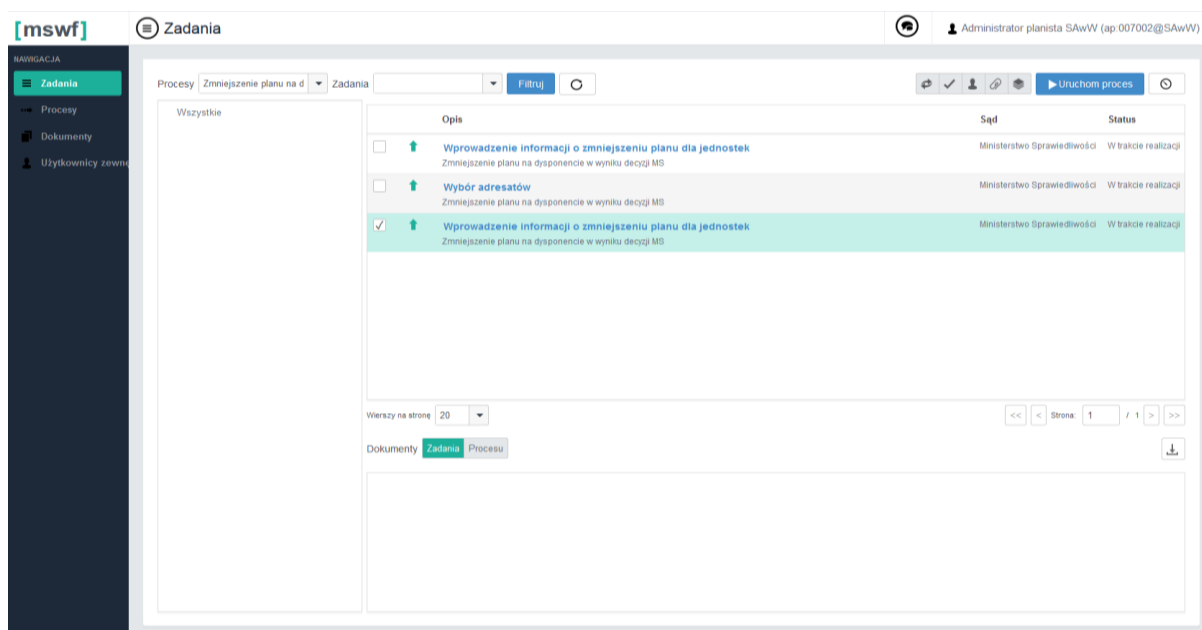 [mswf]
Zadania
Administrator planista SAwW (ap:007002@SAwW)
NAWIGACJA
Zadania
Procesy
Dokumenty
Użytkownicy zewnę
Procesy Zmniejszenie planu na d Zadania Filtruj Uruchom proces
Wszystkie
Opis Sąd Status
Wprowadzenie informacji o zmniejszeniu planu dla jednostek Ministerstwo Sprawiedliwości W trakcie realizacji
Zmniejszenie planu na dysponencie w wyniku decyzji MS
Wybór adresatów Ministerstwo Sprawiedliwości W trakcie realizacji
Zmniejszenie planu na dysponencie w wyniku decyzji MS
Wprowadzenie informacji o zmniejszeniu planu dla jednostek Ministerstwo Sprawiedliwości W trakcie realizacji
Zmniejszenie planu na dysponencie w wyniku decyzji MS
Wierszy na stronę 20 << < Strona: 1 / 1 > >>
Dokumenty Zadania Procesu